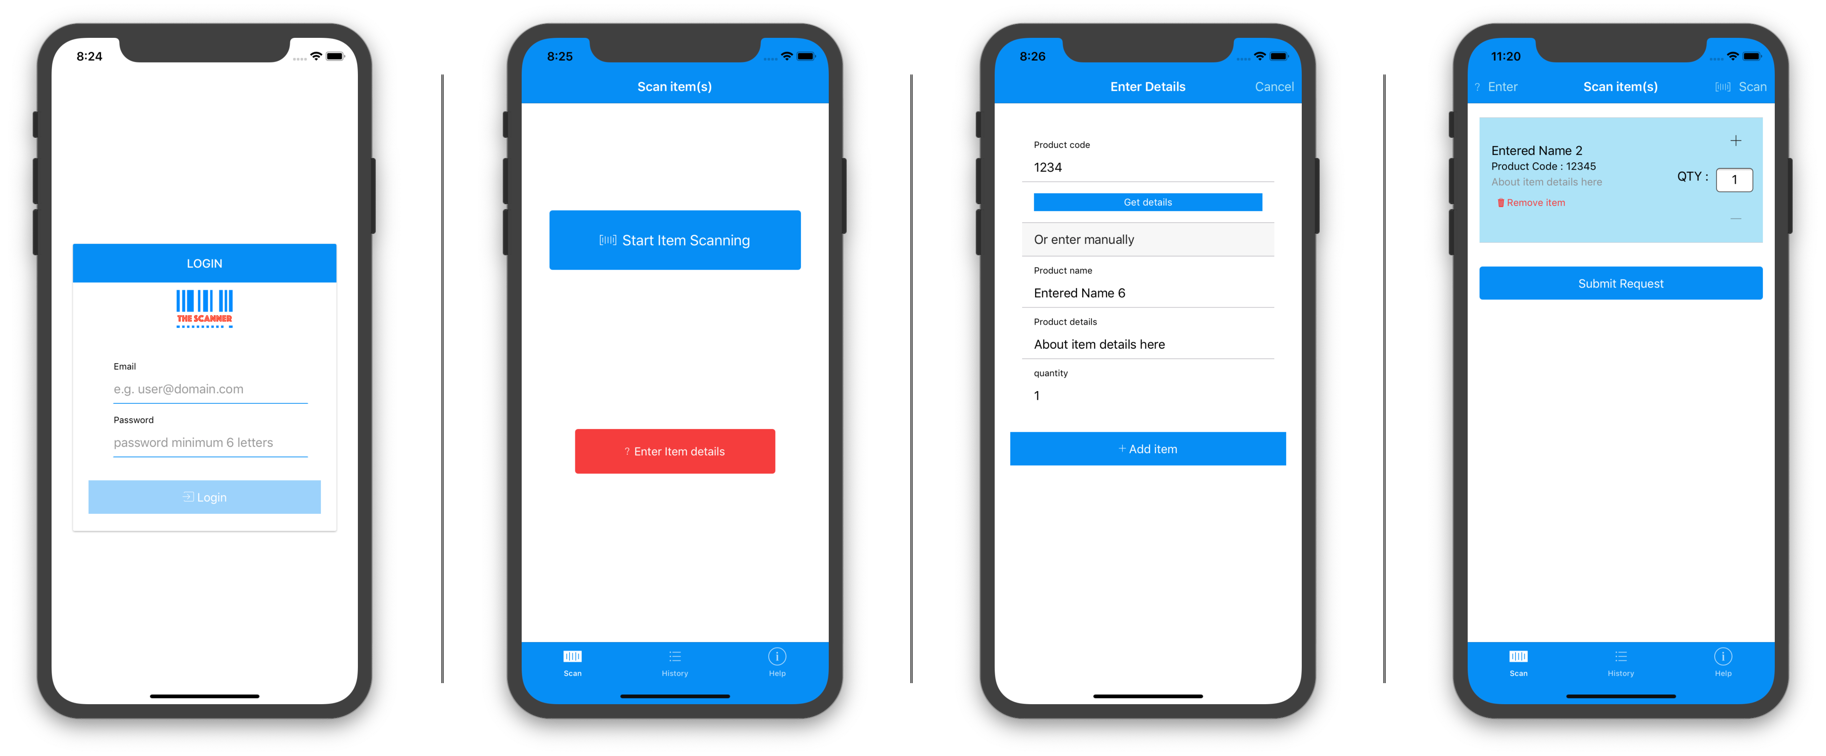 8:24
LOGIN
THE SCANNER
Email
e.g. user@domain.com
Password
password minimum 6 letters
Login
8:25
Scan item(s)
Start Item Scanning
? Enter Item details
Scan
History
Help
8:26
Enter Details
Cancel
Product code
1234
Get details
Or enter manually
Product name
Entered Name 6
Product details
About item details here
quantity
1
+ Add item
11:20
? Enter
Scan item(s)
Scan
Entered Name 2
Product Code : 12345
About item details here
Remove item
+
QTY :
1
—
Submit Request
Scan
History
Help